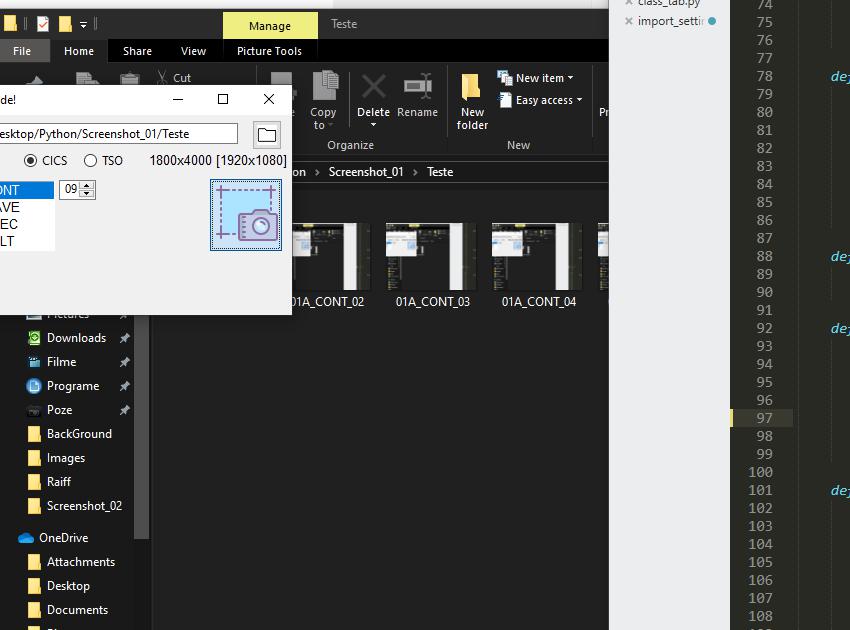 Manage
Teste
File
Home
Share
View
Picture Tools
Cut
Copy
to
Delete
Rename
New
folder
New item
Easy access
Organize
New
de!
esktop/Python/Screenshot_01/Teste
CICS
TSO
1800x4000 [1920x1080]
ONT
09
AVE
EC
LT
on › Screenshot_01 › Teste
01A_CONT_02
01A_CONT_03
01A_CONT_04
Pictures
Downloads
Filme
Programe
Poze
BackGround
Images
Raiff
Screenshot_02
OneDrive
Attachments
Desktop
Documents
class_tab.py
import_setti
74
75
76
77
78 def
79
80
81
82
83
84
85
86
87
88 def
89
90
91
92 def
93
94
95
96
97
98
99
100
101 def
102
103
104
105
106
107
108